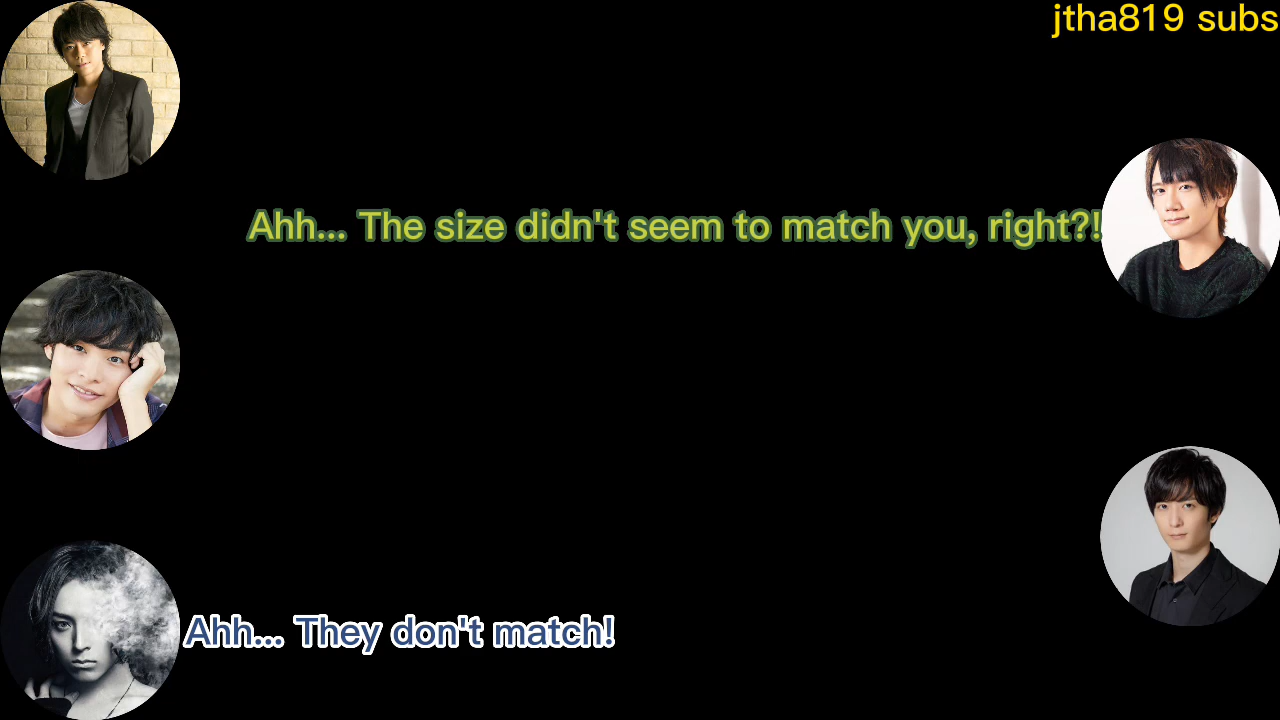 jtha819 subs
Ahh... The size didn't seem to match you, right?!
Ahh... They don't match!